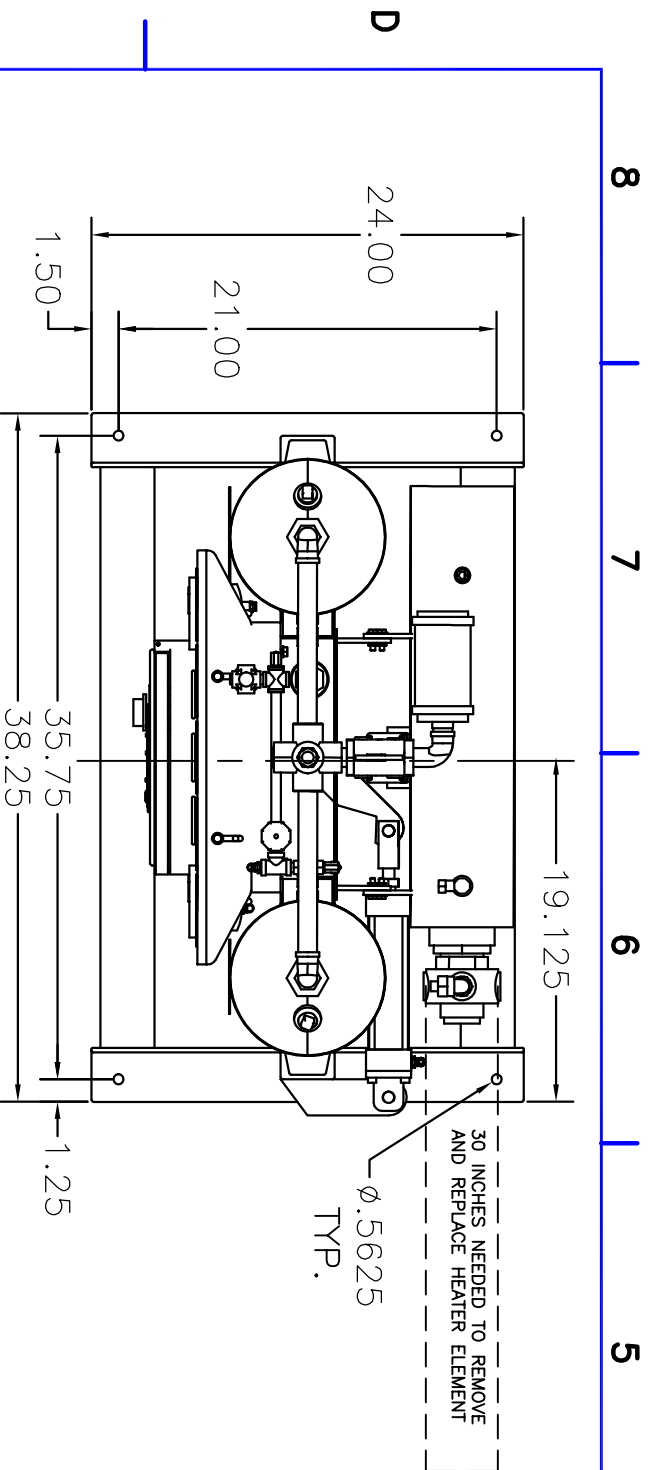 8
7
6
5
D
24.00
21.00
1.50
19.125
35.75
38.25
1.25
Ø.5625
TYP.
30 INCHES NEEDED TO REMOVE
AND REPLACE HEATER ELEMENT